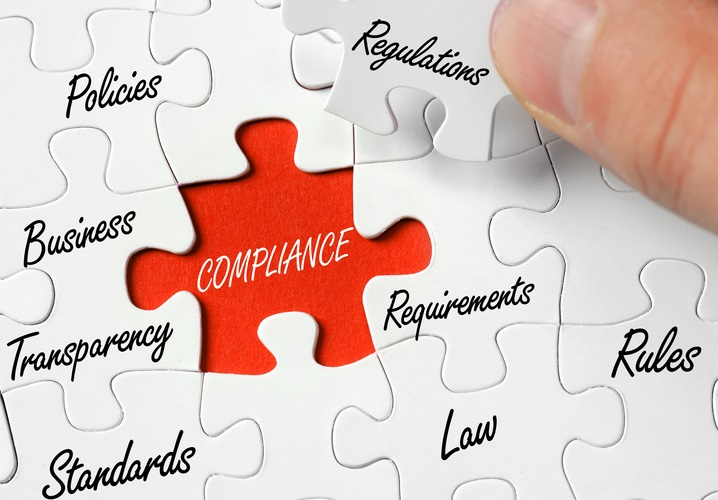 Regulations
Policies
Business
COMPLIANCE
Requirements
Transparency
Rules
Law
Standards